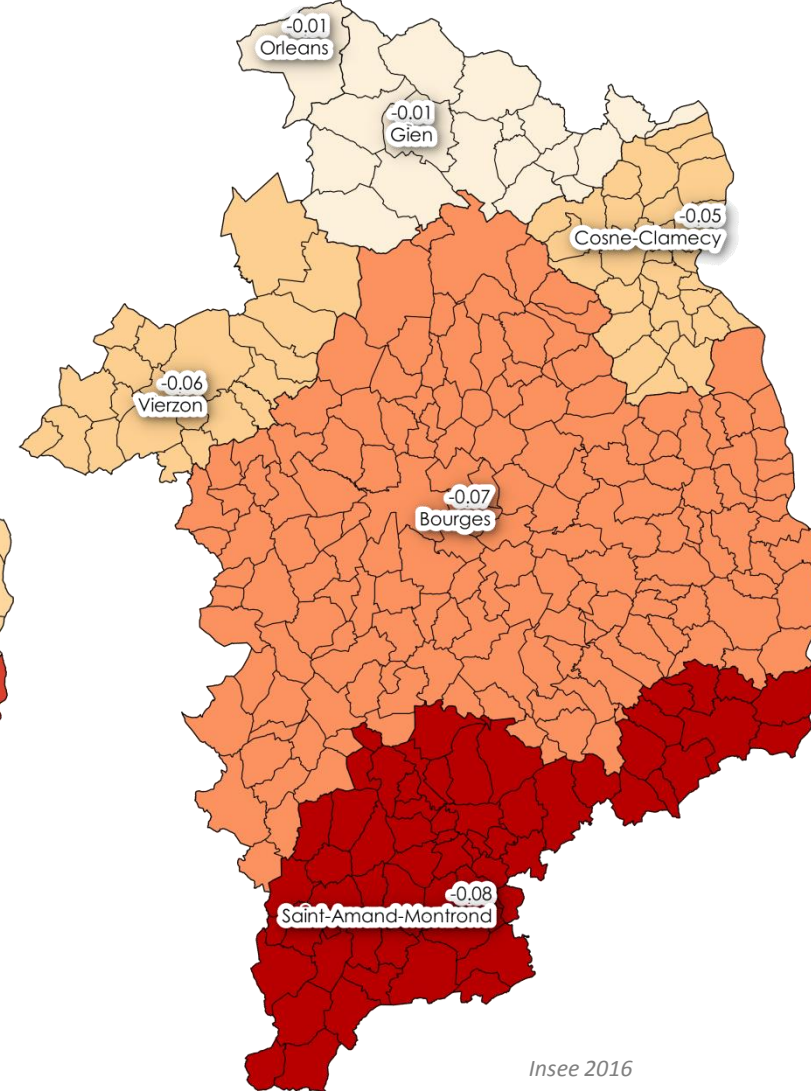 -0.01
Orleans
-0.01
Gien
-0.05
Cosne-Clamecy
-0.06
Vierzon
-0.07
Bourges
-0.08
Saint-Amand-Montrond
Insee 2016